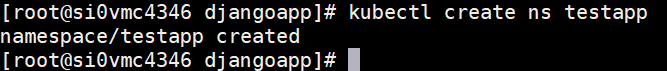 [root@si0vmc4346 djangoapp]# kubectl create ns testapp
namespace/testapp created
[root@si0vmc4346 djangoapp]#